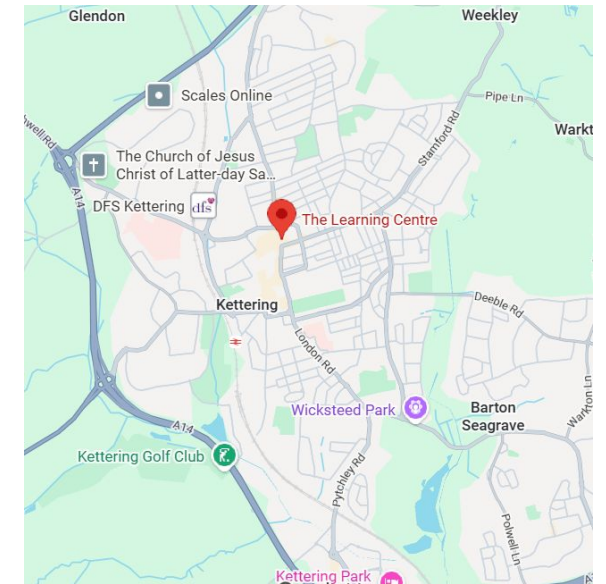 Glendon
Weekley
Scales Online
Pipe Ln
Stamford Rd
The Church of Jesus
Christ of Latter-day Sa...
A14
DFS Kettering
dfs
The Learning Centre
Kettering
Deeble Rd
London Rd
Wicksteed Park
Barton
Seagrave
Warkton Ln
A14
Kettering Golf Club
Pytchley Rd
Polwell Ln
Kettering Park